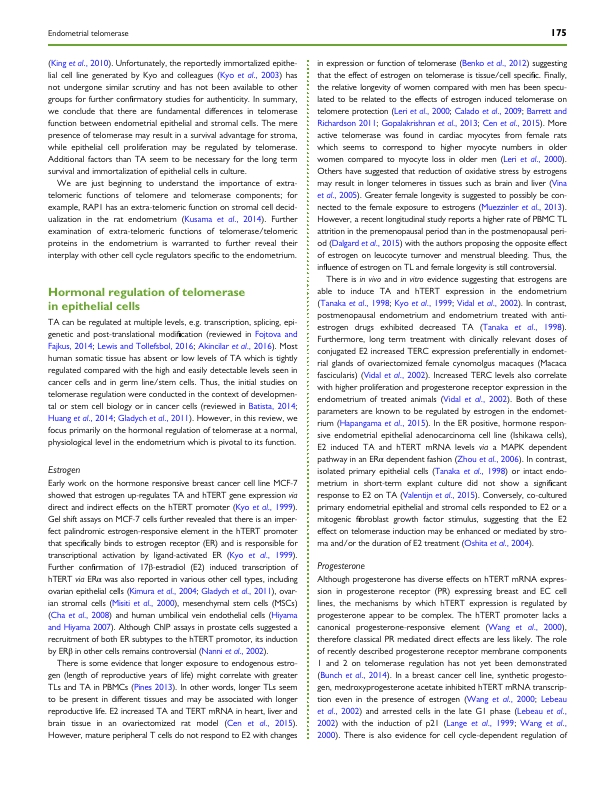 Endometrial telomerase
175
(King et al., 2010). Unfortunately, the reportedly immortalized epithe-
lial cell line generated by Kyo and colleagues (Kyo et al., 2003) has
not undergone similar scrutiny and has not been available to other
groups for further confirmatory studies for authenticity. In summary,
we conclude that there are fundamental differences in telomerase
function between endometrial epithelial and stromal cells. The mere
presence of telomerase may result in a survival advantage for stroma,
while epithelial cell proliferation may be regulated by telomerase.
Additional factors than TA seem to be necessary for the long term
survival and immortalization of epithelial cells in culture.
We are just beginning to understand the importance of extra-
telomeric functions of telomere and telomerase components; for
example, RAP1 has an extra-telomeric function on stromal cell decid-
ualization in the rat endometrium (Kusama et al., 2014). Further
examination of extra-telomeric functions of telomerase/telomeric
proteins in the endometrium is warranted to further reveal their
interplay with other cell cycle regulators specific to the endometrium.
Hormonal regulation of telomerase
in epithelial cells
TA can be regulated at multiple levels, e.g. transcription, splicing, epi-
genetic and post-translational modification (reviewed in Fojtova and
Fajkus, 2014; Lewis and Tollefsbol, 2016; Akincilar et al., 2016). Most
human somatic tissue has absent or low levels of TA which is tightly
regulated compared with the high and easily detectable levels seen in
cancer cells and in germ line/stem cells. Thus, the initial studies on
telomerase regulation were conducted in the context of developmen-
tal or stem cell biology or in cancer cells (reviewed in Batista, 2014;
Huang et al., 2014; Gladych et al., 2011). However, in this review, we
focus primarily on the hormonal regulation of telomerase at a normal,
physiological level in the endometrium which is pivotal to its function.
Estrogen
Early work on the hormone responsive breast cancer cell line MCF-7
showed that estrogen up-regulates TA and hTERT gene expression via
direct and indirect effects on the hTERT promoter (Kyo et al., 1999).
Gel shift assays on MCF-7 cells further revealed that there is an imper-
fect palindromic estrogen-responsive element in the hTERT promoter
that specifically binds to estrogen receptor (ER) and is responsible for
transcriptional activation by ligand-activated ER (Kyo et al., 1999).
Further confirmation of 17β-estradiol (E2) induced transcription of
hTERT via ERα was also reported in various other cell types, including
ovarian epithelial cells (Kimura et al., 2004; Gladych et al., 2011), ovar-
ian stromal cells (Misiti et al., 2000), mesenchymal stem cells (MSCs)
(Cha et al., 2008) and human umbilical vein endothelial cells (Hiyama
and Hiyama 2007). Although ChIP assays in prostate cells suggested a
recruitment of both ER subtypes to the hTERT promotor, its induction
by ERβ in other cells remains controversial (Nanni et al., 2002).
There is some evidence that longer exposure to endogenous estro-
gen (length of reproductive years of life) might correlate with greater
TLs and TA in PBMCs (Pines 2013). In other words, longer TLs seem
to be present in different tissues and may be associated with longer
reproductive life. E2 increased TA and TERT mRNA in heart, liver and
brain tissue in an ovariectomized rat model (Cen et al., 2015).
However, mature peripheral T cells do not respond to E2 with changes
in expression or function of telomerase (Benko et al., 2012) suggesting
that the effect of estrogen on telomerase is tissue/cell specific. Finally,
the relative longevity of women compared with men has been specu-
lated to be related to the effects of estrogen induced telomerase on
telomere protection (Leri et al., 2000; Calado et al., 2009; Barrett and
Richardson 2011; Gopalakrishnan et al., 2013; Cen et al., 2015). More
active telomerase was found in cardiac myocytes from female rats
which seems to correspond to higher myocyte numbers in older
women compared to myocyte loss in older men (Leri et al., 2000).
Others have suggested that reduction of oxidative stress by estrogens
may result in longer telomeres in tissues such as brain and liver (Vina
et al., 2005). Greater female longevity is suggested to possibly be con-
nected to the female exposure to estrogens (Muezzinler et al., 2013).
However, a recent longitudinal study reports a higher rate of PBMC TL
attrition in the premenopausal period than in the postmenopausal peri-
od (Dalgard et al., 2015) with the authors proposing the opposite effect
of estrogen on leucocyte turnover and menstrual bleeding. Thus, the
influence of estrogen on TL and female longevity is still controversial.
There is in vivo and in vitro evidence suggesting that estrogens are
able to induce TA and hTERT expression in the endometrium
(Tanaka et al., 1998; Kyo et al., 1999; Vidal et al., 2002). In contrast,
postmenopausal endometrium and endometrium treated with anti-
estrogen drugs exhibited decreased TA (Tanaka et al., 1998).
Furthermore, long term treatment with clinically relevant doses of
conjugated E2 increased TERC expression preferentially in endomet-
rial glands of ovariectomized female cynomolgus macaques (Macaca
fascicularis) (Vidal et al., 2002). Increased TERC levels also correlate
with higher proliferation and progesterone receptor expression in the
endometrium of treated animals (Vidal et al., 2002). Both of these
parameters are known to be regulated by estrogen in the endomet-
rium (Hapangama et al., 2015). In the ER positive, hormone respon-
sive endometrial epithelial adenocarcinoma cell line (Ishikawa cells),
E2 induced TA and hTERT mRNA levels via a MAPK dependent
pathway in an ERα dependent fashion (Zhou et al., 2006). In contrast,
isolated primary epithelial cells (Tanaka et al., 1998) or intact endo-
metrium in short-term explant culture did not show a significant
response to E2 on TA (Valentijn et al., 2015). Conversely, co-cultured
primary endometrial epithelial and stromal cells responded to E2 or a
mitogenic fibroblast growth factor stimulus, suggesting that the E2
effect on telomerase induction may be enhanced or mediated by stro-
ma and/or the duration of E2 treatment (Oshita et al., 2004).
Progesterone
Although progesterone has diverse effects on hTERT mRNA expres-
sion in progesterone receptor (PR) expressing breast and EC cell
lines, the mechanisms by which hTERT expression is regulated by
progesterone appear to be complex. The hTERT promoter lacks a
canonical progesterone-responsive element (Wang et al., 2000),
therefore classical PR mediated direct effects are less likely. The role
of recently described progesterone receptor membrane components
1 and 2 on telomerase regulation has not yet been demonstrated
(Bunch et al., 2014). In a breast cancer cell line, synthetic progesto-
gen, medroxyprogesterone acetate inhibited hTERT mRNA transcrip-
tion even in the presence of estrogen (Wang et al., 2000; Lebeau
et al., 2002) and arrested cells in the late G1 phase (Lebeau et al.,
2002) with the induction of p21 (Lange et al., 1999; Wang et al.,
2000). There is also evidence for cell cycle-dependent regulation of